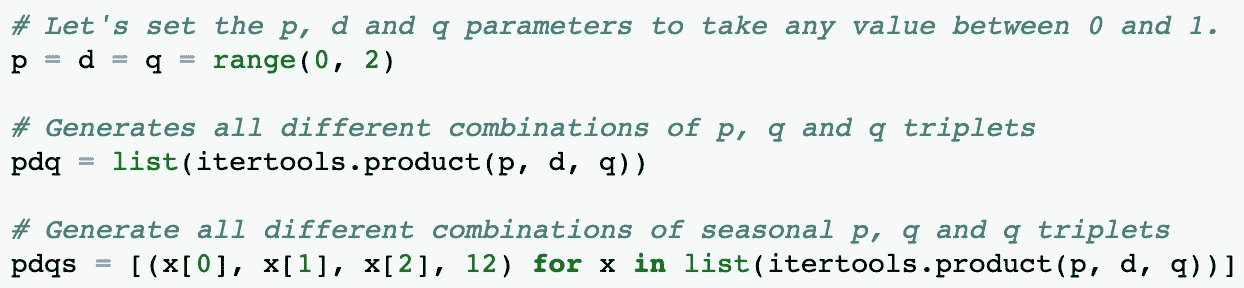 # Let's set the p, d and q parameters to take any value between 0 and 1.
p = d = q = range(0, 2)
# Generates all different combinations of p, q and q triplets
pdq = list(itertools.product(p, d, q))
# Generate all different combinations of seasonal p, q and q triplets
pdqs = [(x[0], x[1], x[2], 12) for x in list(itertools.product(p, d, q))]